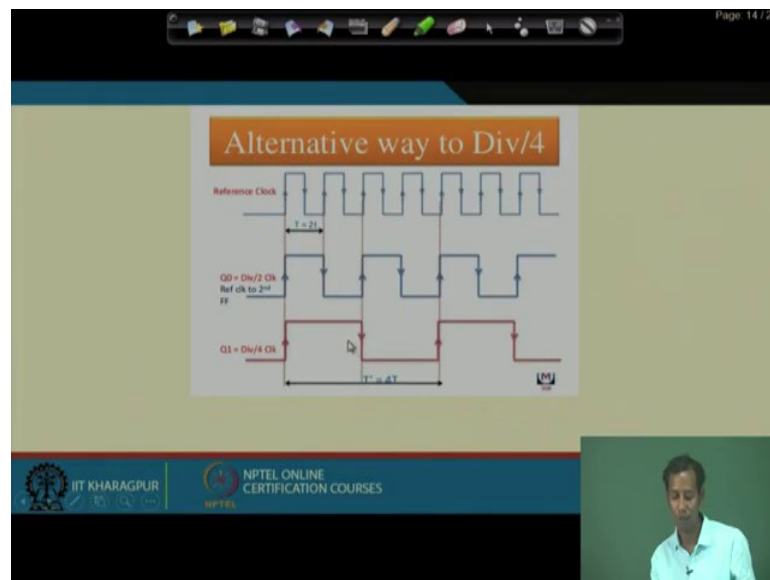 Page: 14 / 2
Alternative way to Div/4
Reference Clock
T = 2t
Q0 = Div/2 Clk
Ref clk to 2nd
FF
Q1 = Div/4 Clk
T' = 4T
IIT KHARAGPUR
NPTEL
NPTEL ONLINE
CERTIFICATION COURSES